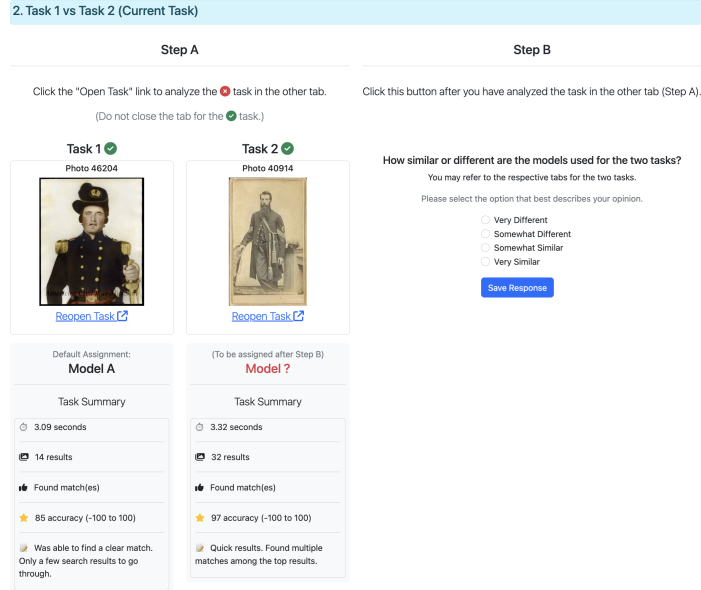 2. Task 1 vs Task 2 (Current Task)
Step A
Click the "Open Task" link to analyze the task in the other tab.
(Do not close the tab for the task.)
Task 1
Photo 46204
Reopen Task
Default Assignment:
Model A
Task Summary
3.09 seconds
14 results
Found match(es)
85 accuracy (-100 to 100)
Was able to find a clear match.
Only a few search results to go
through.
Task 2
Photo 40914
Reopen Task
(To be assigned after Step B)
Model ?
Task Summary
3.32 seconds
32 results
Found match(es)
97 accuracy (-100 to 100)
Quick results. Found multiple
matches among the top results.
Step B
Click this button after you have analyzed the task in the other tab (Step A).
How similar or different are the models used for the two tasks?
You may refer to the respective tabs for the two tasks.
Please select the option that best describes your opinion.
Very Different
Somewhat Different
Somewhat Similar
Very Similar
Save Response